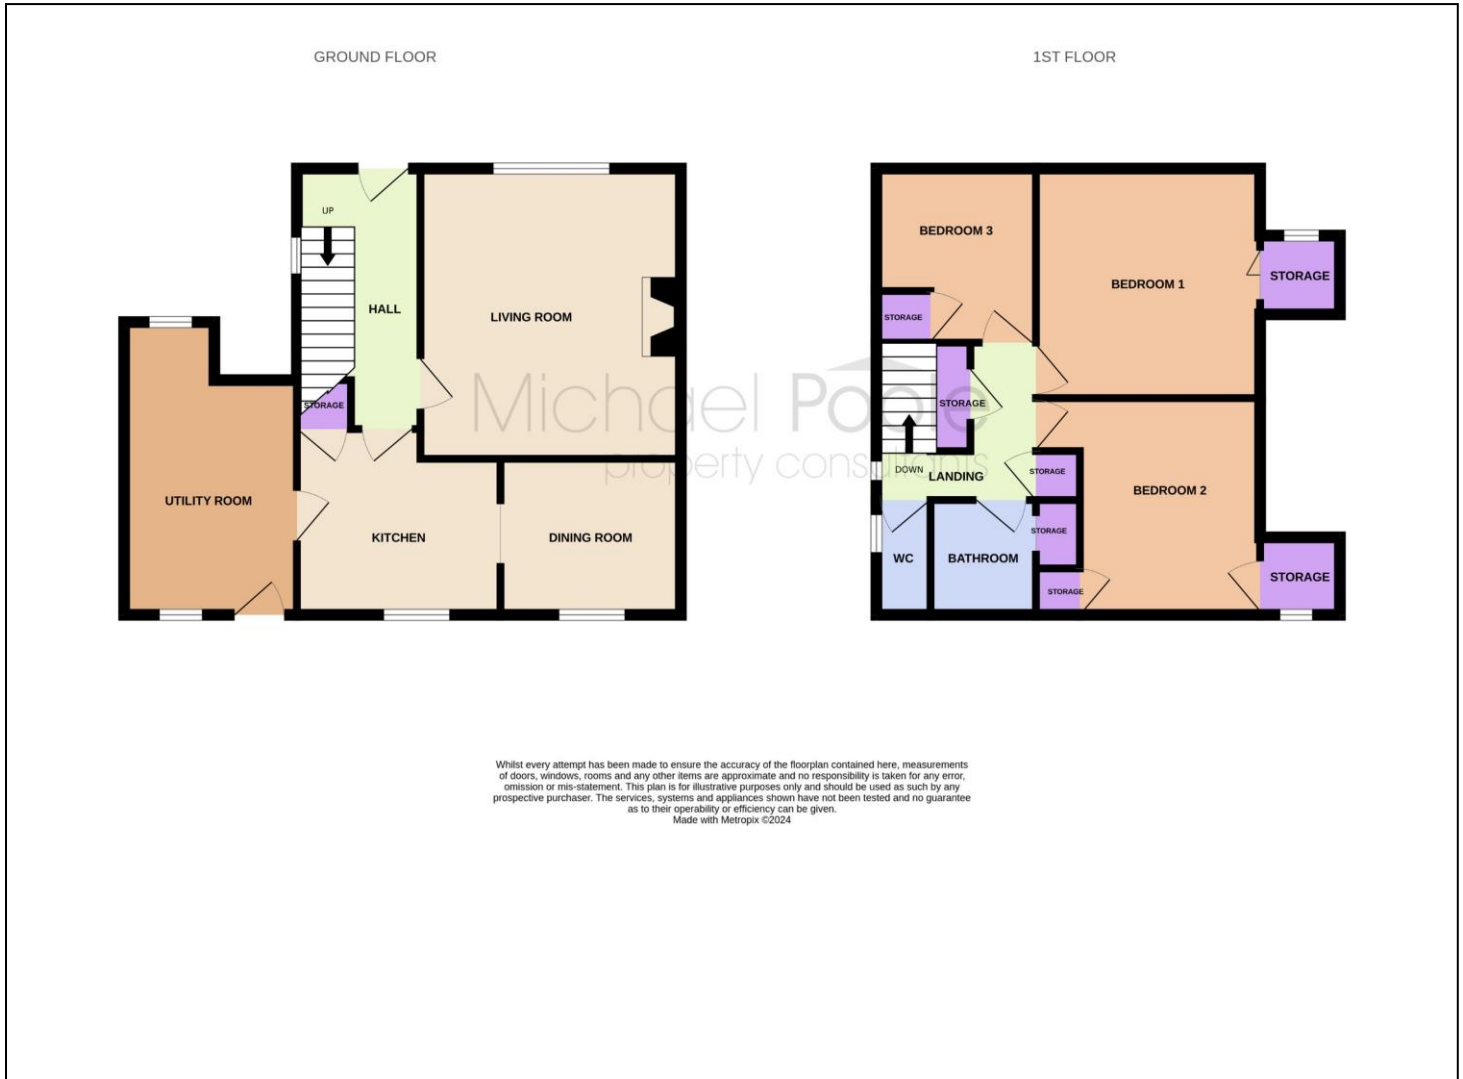 GROUND FLOOR
UP
HALL
LIVING ROOM
STORAGE
UTILITY ROOM
KITCHEN
DINING ROOM
1ST FLOOR
BEDROOM 3
BEDROOM 1
STORAGE
STORAGE
STORAGE
DOWN
LANDING
STORAGE
BEDROOM 2
WC
BATHROOM
STORAGE
STORAGE
STORAGE
Michael Poole
property consultants
Whilst every attempt has been made to ensure the accuracy of the floorplan contained here, measurements
of doors, windows, rooms and any other items are approximate and no responsibility is taken for any error,
omission or mis-statement. This plan is for illustrative purposes only and should be used as such by any
prospective purchaser. The services, systems and appliances shown have not been tested and no guarantee
as to their operability or efficiency can be given.
Made with Metropix ©2024